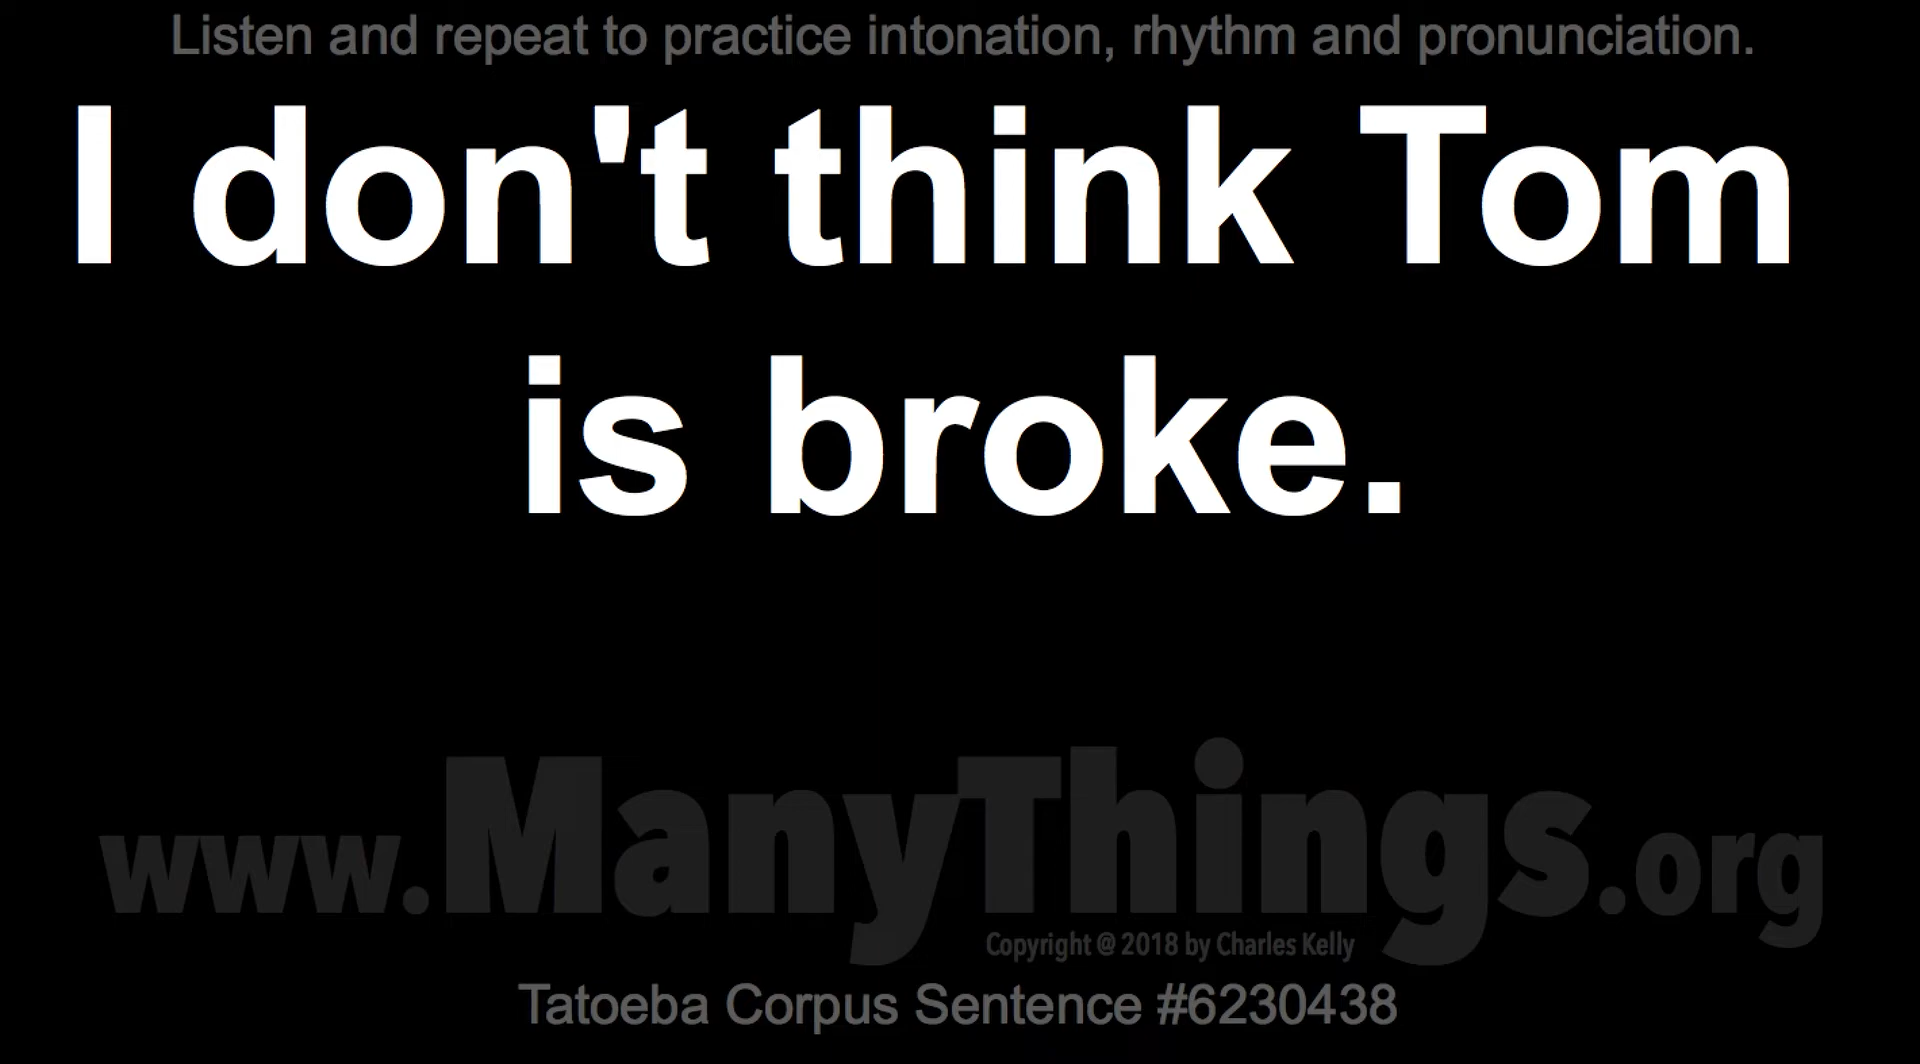 Listen and repeat to practice intonation, rhythm and pronunciation.
I don't think Tom
is broke.
www.ManyThings.org
Copyright @ 2018 by Charles Kelly
Tatoeba Corpus Sentence #6230438